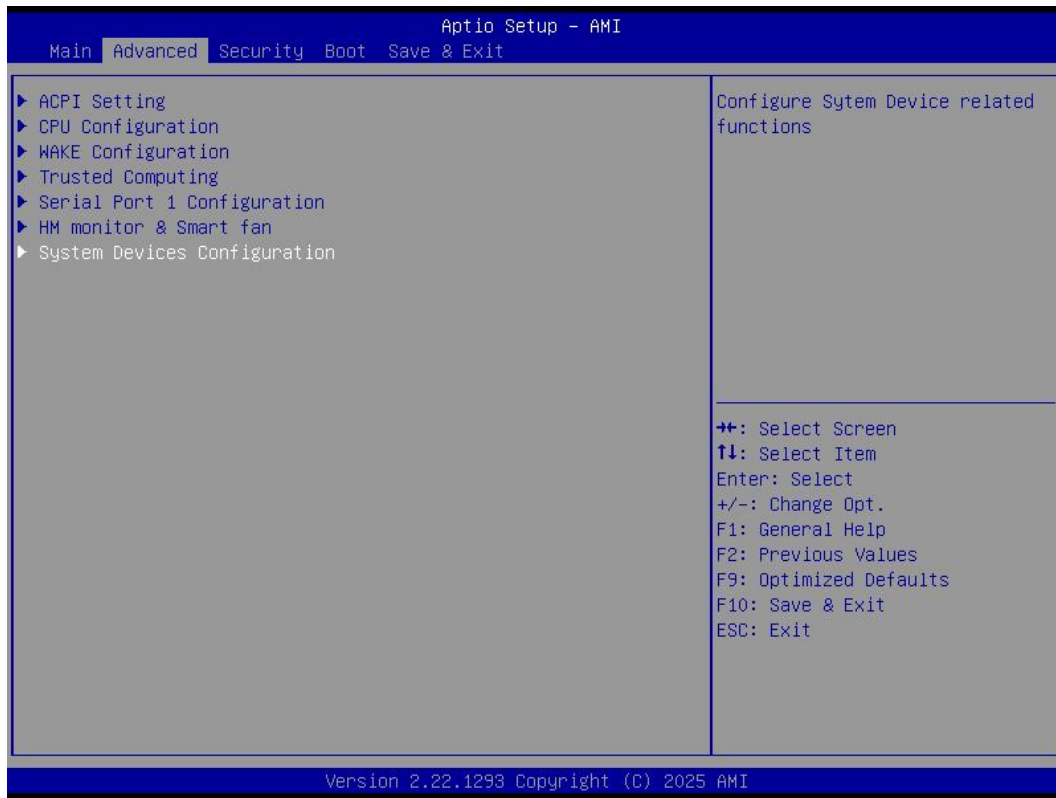 Aptio Setup – AMI
Main Advanced Security Boot Save & Exit
▶ ACPI Setting
▶ CPU Configuration
▶ WAKE Configuration
▶ Trusted Computing
▶ Serial Port 1 Configuration
▶ HM monitor & Smart fan
▶ System Devices Configuration
Configure Sytem Device related
functions
→←: Select Screen
↑↓: Select Item
Enter: Select
+/-: Change Opt.
F1: General Help
F2: Previous Values
F9: Optimized Defaults
F10: Save & Exit
ESC: Exit
Version 2.22.1293 Copyright (C) 2025 AMI